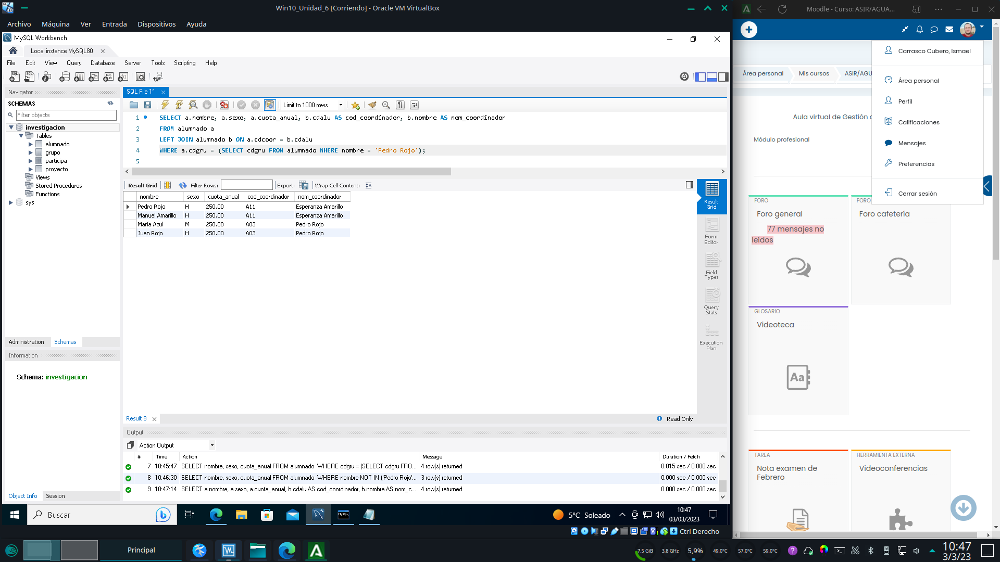 Win10_Unidad_6 [Corriendo] - Oracle VM VirtualBox
Archivo Máquina Ver Entrada Dispositivos Ayuda
MySQL Workbench
Local instance MySQL80
File Edit View Query Database Server Tools Scripting Help
Navigator
SCHEMAS
Filter objects
investigacion
Tables
alumnado
grupo
participa
proyecto
Views
Stored Procedures
Functions
sys
Administration Schemas
Information
Schema: investigacion
Object Info Session
SQL File 1*
Limit to 1000 rows
1 SELECT a.nombre, a.sexo, a.cuota_anual, b.cdalu AS cod_coordinador, b.nombre AS nom_coordinador
2 FROM alumnado a
3 LEFT JOIN alumnado b ON a.cdcoor = b.cdalu
4 WHERE a.cdgru = (SELECT cdgru FROM alumnado WHERE nombre = 'Pedro Rojo');
5
Result Grid Filter Rows: Export: Wrap Cell Content:
nombre sexo cuota_anual cod_coordinador nom_coordinador
Pedro Rojo H 250.00 A11 Esperanza Amarillo
Manuel Amarillo H 250.00 A11 Esperanza Amarillo
María Azul M 250.00 A03 Pedro Rojo
Juan Rojo H 250.00 A03 Pedro Rojo
Result Grid
Form Editor
Field Types
Query Stats
Execution Plan
Result 8
Read Only
Output
Action Output
# Time Action Message Duration / Fetch
7 10:45:47 SELECT nombre, sexo, cuota_anual FROM alumnado WHERE cdgru = (SELECT cdgru FRO... 4 row(s) returned 0.015 sec / 0.000 sec
8 10:46:30 SELECT nombre, sexo, cuota_anual FROM alumnado WHERE nombre NOT IN ('Pedro Rojo'... 3 row(s) returned 0.000 sec / 0.000 sec
9 10:47:14 SELECT a.nombre, a.sexo, a.cuota_anual, b.cdalu AS cod_coordinador, b.nombre AS nom_c... 4 row(s) returned 0.000 sec / 0.000 sec
Buscar
5°C Soleado
10:47
03/03/2023
Ctrl Derecho
Moodle - Curso: ASIR/AGUA...
Carrasco Cubero, Ismael
Área personal
Perfil
Calificaciones
Mensajes
Preferencias
Cerrar sesión
Área personal Mis cursos ASIR/AGU
Aula virtual de Gestión
Módulo profesional
FORO
Foro general
77 mensajes no
leídos
FORO
Foro cafetería
GLOSARIO
Videoteca
Aa
TAREA
Nota examen de
Febrero
HERRAMIENTA EXTERNA
Videoconferencias
Principal
7,5 GiB 3,8 GHz 5,9% 49,0°C 57,0°C 59,0°C
10:47
3/3/23